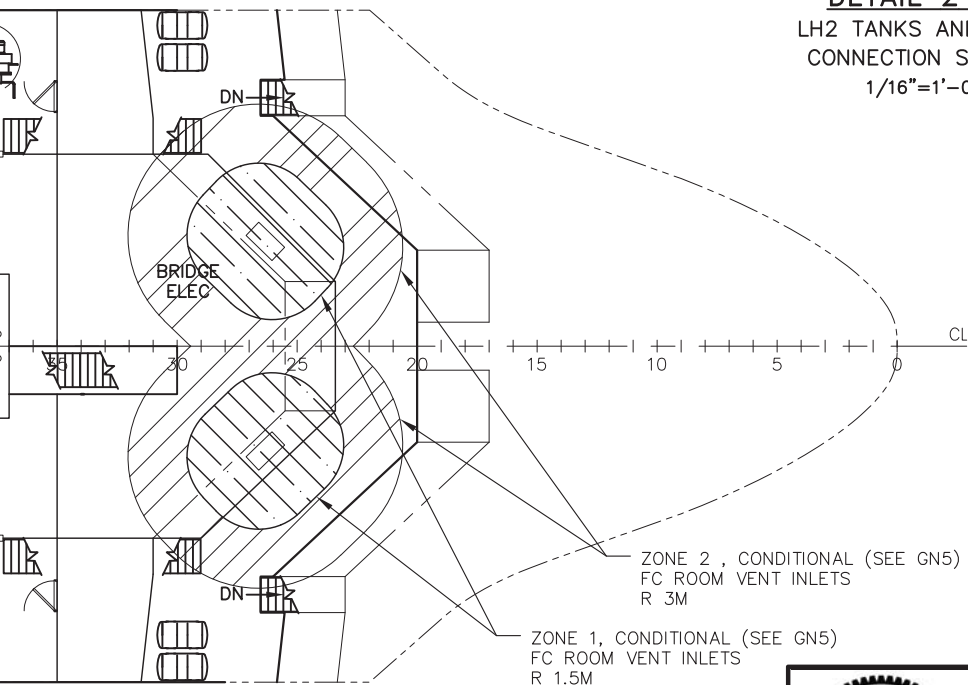 DETAIL 2
LH2 TANKS AN
CONNECTION S
1/16"=1'-0
DN
BRIDGE
ELEC
CL
35 30 25 20 15 10 5 0
DN
ZONE 2 , CONDITIONAL (SEE GN5)
FC ROOM VENT INLETS
R 3M
ZONE 1, CONDITIONAL (SEE GN5)
FC ROOM VENT INLETS
R 1.5M